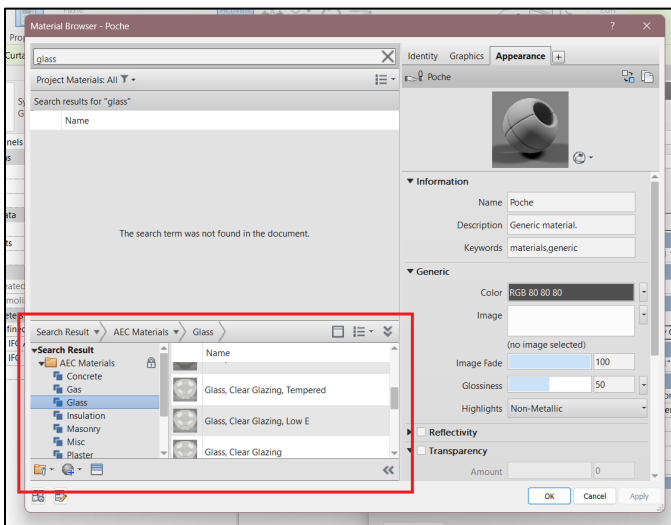 Material Browser - Poche
?
X
glass
Project Materials: All
Search results for "glass"
Name
The search term was not found in the document.
Search Result
AEC Materials
Glass
Search Result
AEC Materials
Concrete
Gas
Glass
Insulation
Masonry
Misc
Plaster
Name
Glass, Clear Glazing, Tempered
Glass, Clear Glazing, Low E
Glass, Clear Glazing
Identity
Graphics
Appearance
+
Poche
Information
Name
Poche
Description
Generic material.
Keywords
materials,generic
Generic
Color
RGB 80 80 80
Image
(no image selected)
Image Fade
100
Glossiness
50
Highlights
Non-Metallic
Reflectivity
Transparency
Amount
0
OK
Cancel
Apply